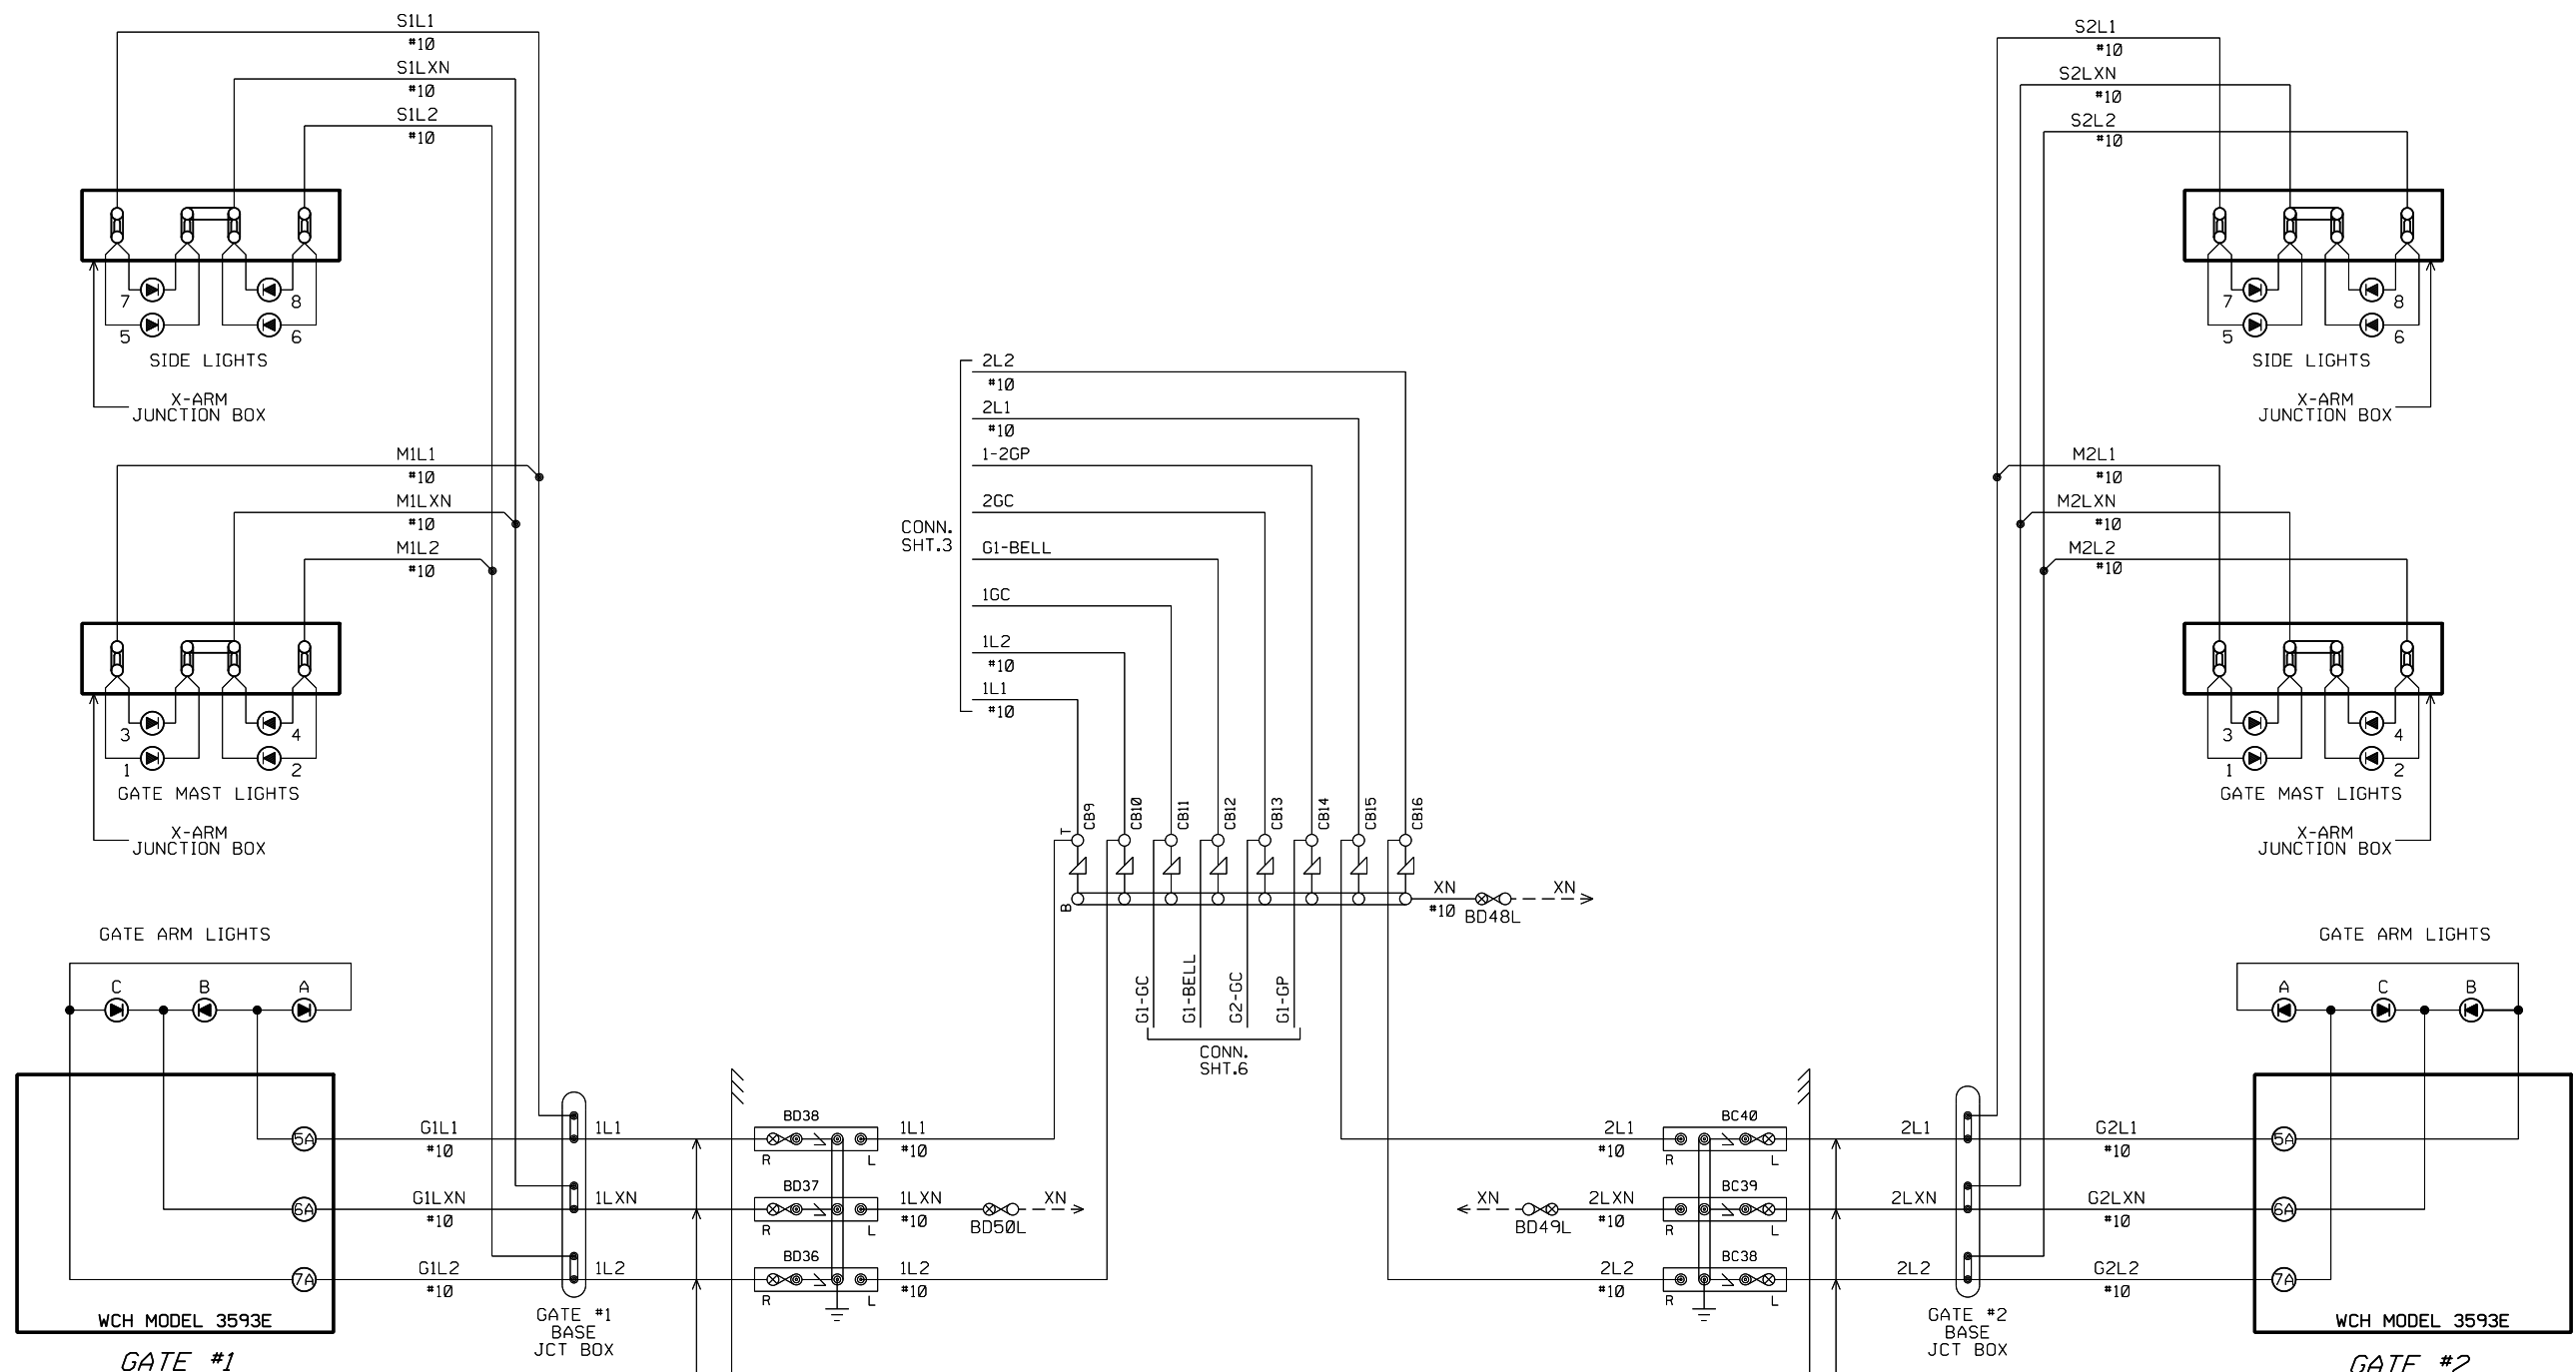 S1L1
#10
S1LXN
#10
S1L2
#10
7
8
5
6
SIDE LIGHTS
X-ARM
JUNCTION BOX
M1L1
#10
M1LXN
#10
M1L2
#10
3
4
1
2
GATE MAST LIGHTS
X-ARM
JUNCTION BOX
GATE ARM LIGHTS
C
B
A
5A
6A
7A
WCH MODEL 3593E
GATE #1
G1L1
#10
G1LXN
#10
G1L2
#10
1L1
1LXN
1L2
GATE #1
BASE
JCT BOX
BD38
R
L
BD37
R
L
BD36
R
L
1L1
#10
1LXN
#10
1L2
#10
XN
BD50L
CONN.
SHT.3
2L2
#10
2L1
#10
1-2GP
2GC
G1-BELL
1GC
1L2
#10
1L1
#10
T
B
CB9
CB10
CB11
CB12
CB13
CB14
CB15
CB16
XN
#10
BD48L
XN
G1-GC
G1-BELL
G2-GC
G1-GP
CONN.
SHT.6
XN
BD49L
2L1
#10
2LXN
#10
2L2
#10
BC40
R
L
BC39
R
L
BC38
R
L
2L1
2LXN
2L2
GATE #2
BASE
JCT BOX
G2L1
#10
G2LXN
#10
G2L2
#10
S2L1
#10
S2LXN
#10
S2L2
#10
7
8
5
6
SIDE LIGHTS
X-ARM
JUNCTION BOX
M2L1
#10
M2LXN
#10
M2L2
#10
3
4
1
2
GATE MAST LIGHTS
X-ARM
JUNCTION BOX
GATE ARM LIGHTS
A
C
B
5A
6A
7A
WCH MODEL 3593E
GATE #2